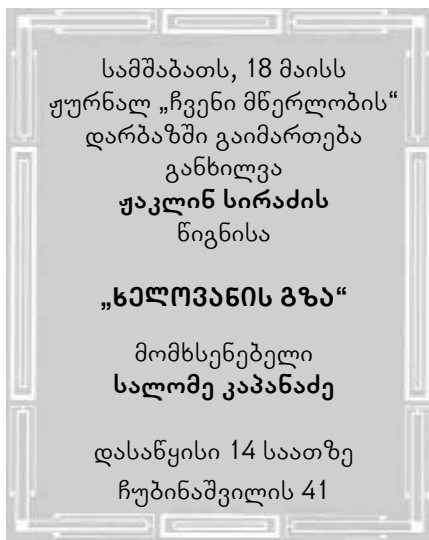 სამშაბათს, 18 მაისს
ჟურნალ „ჩვენი მწერლობის“
დარბაზში გაიმართება
განხილვა
ჟაკლინ სირაძის
წიგნისა
„ხელოვანის გზა“
მომხსენებელი
სალომე კაპანაძე
დასაწყისი 14 საათზე
ჩუბინაშვილის 41